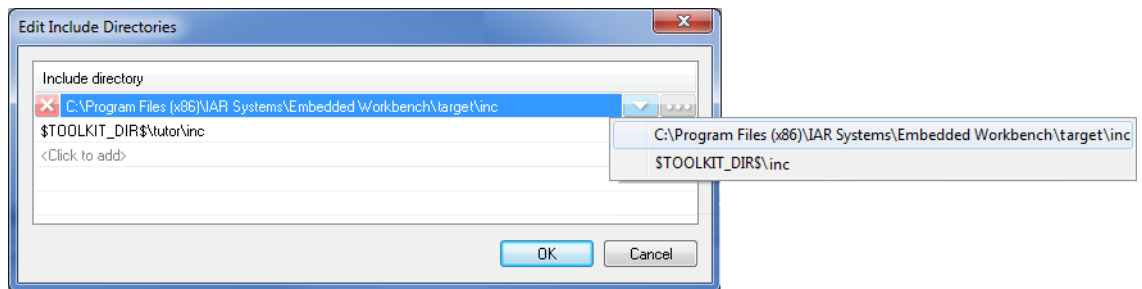 Edit Include Directories
Include directory
C:\Program Files (x86)\IAR Systems\Embedded Workbench\target\inc
$TOOLKIT_DIR$\tutor\inc
<Click to add>
C:\Program Files (x86)\IAR Systems\Embedded Workbench\target\inc
$TOOLKIT_DIR$\inc
OK
Cancel